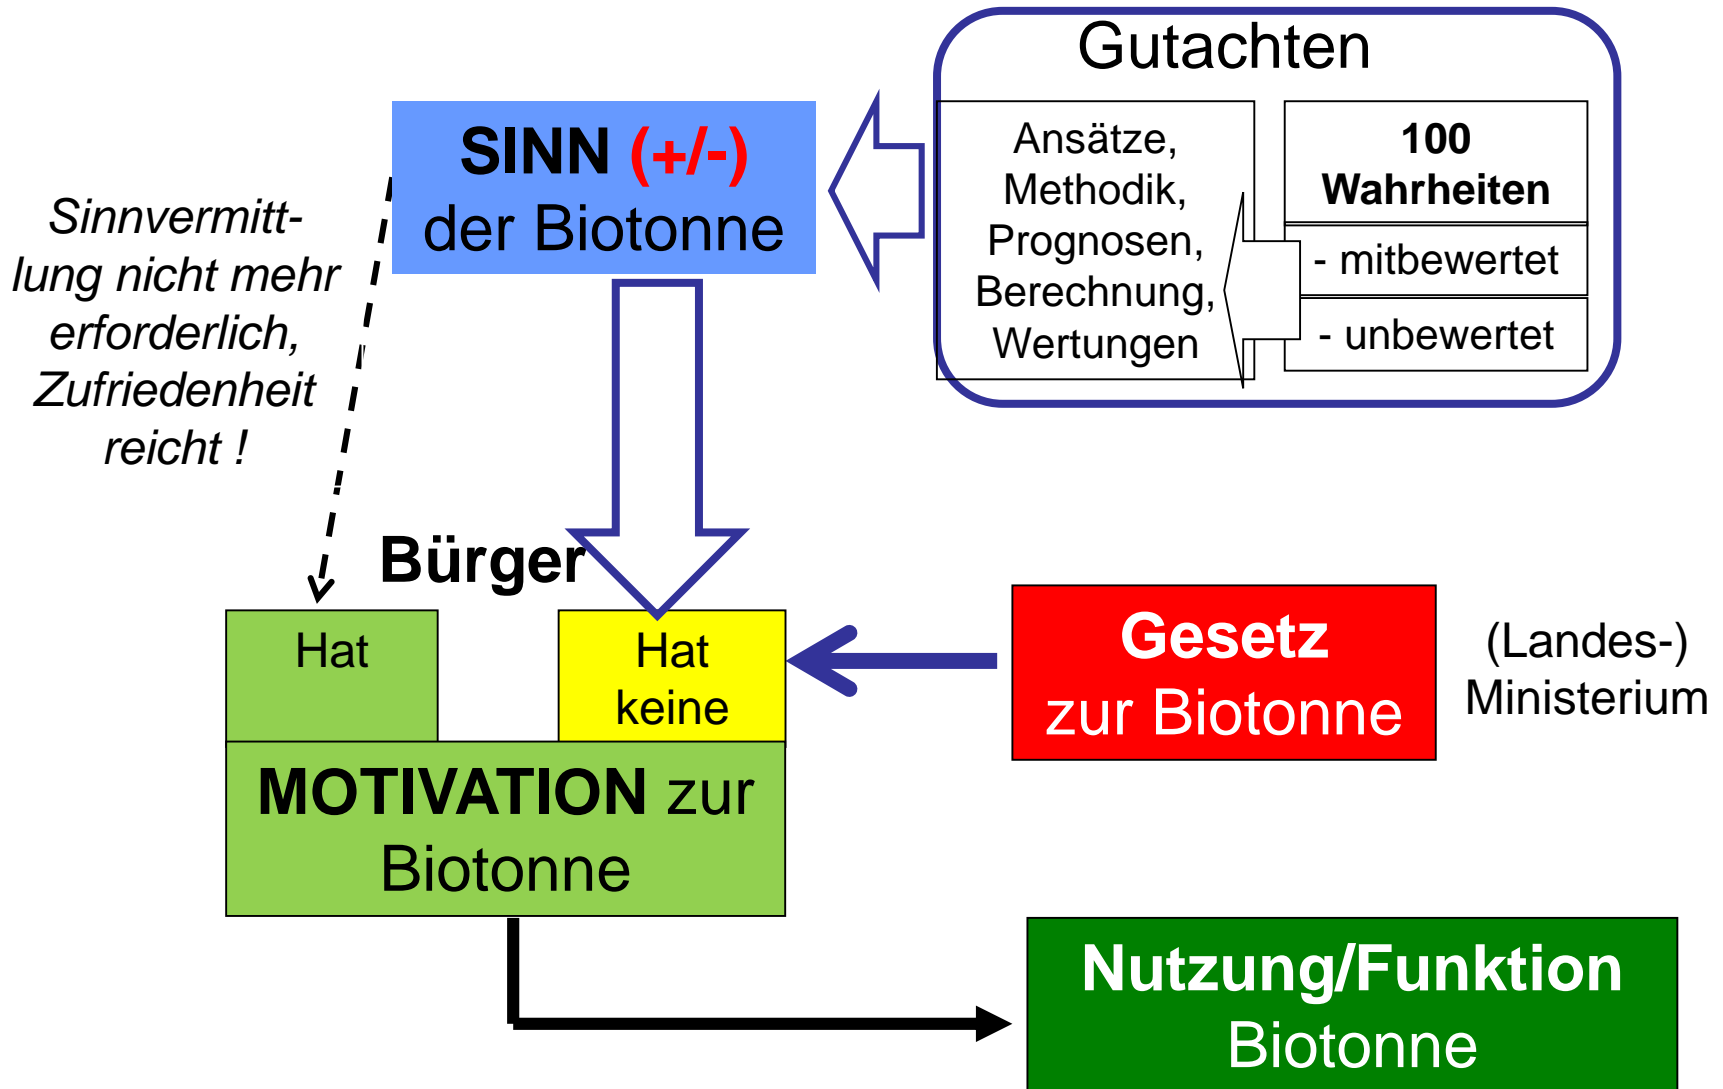 Gutachten
SINN (+/-)
der Biotonne
Ansätze,
Methodik,
Prognosen,
Berechnung,
Wertungen
100
Wahrheiten
- mitbewertet
- unbewertet
Sinnvermitt-
lung nicht mehr
erforderlich,
Zufriedenheit
reicht !
Bürger
Hat
Hat
keine
MOTIVATION zur
Biotonne
Gesetz
zur Biotonne
(Landes-)
Ministerium
Nutzung/Funktion
Biotonne